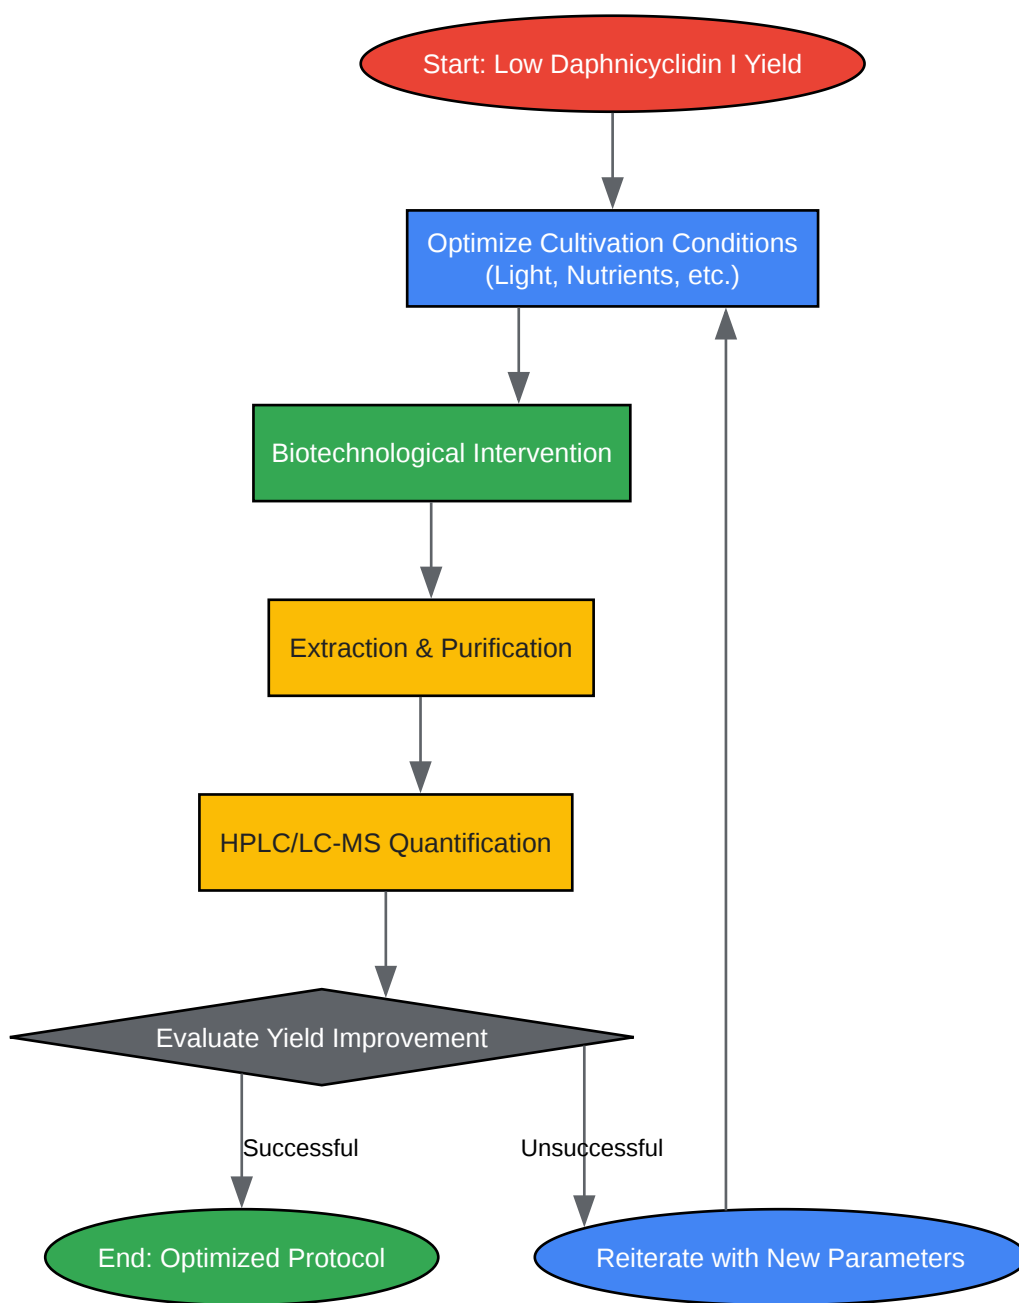 Start: Low Daphnicyclidin I Yield
Optimize Cultivation Conditions
(Light, Nutrients, etc.)
Biotechnological Intervention
Extraction & Purification
HPLC/LC-MS Quantification
Evaluate Yield Improvement
Successful
Unsuccessful
End: Optimized Protocol
Reiterate with New Parameters